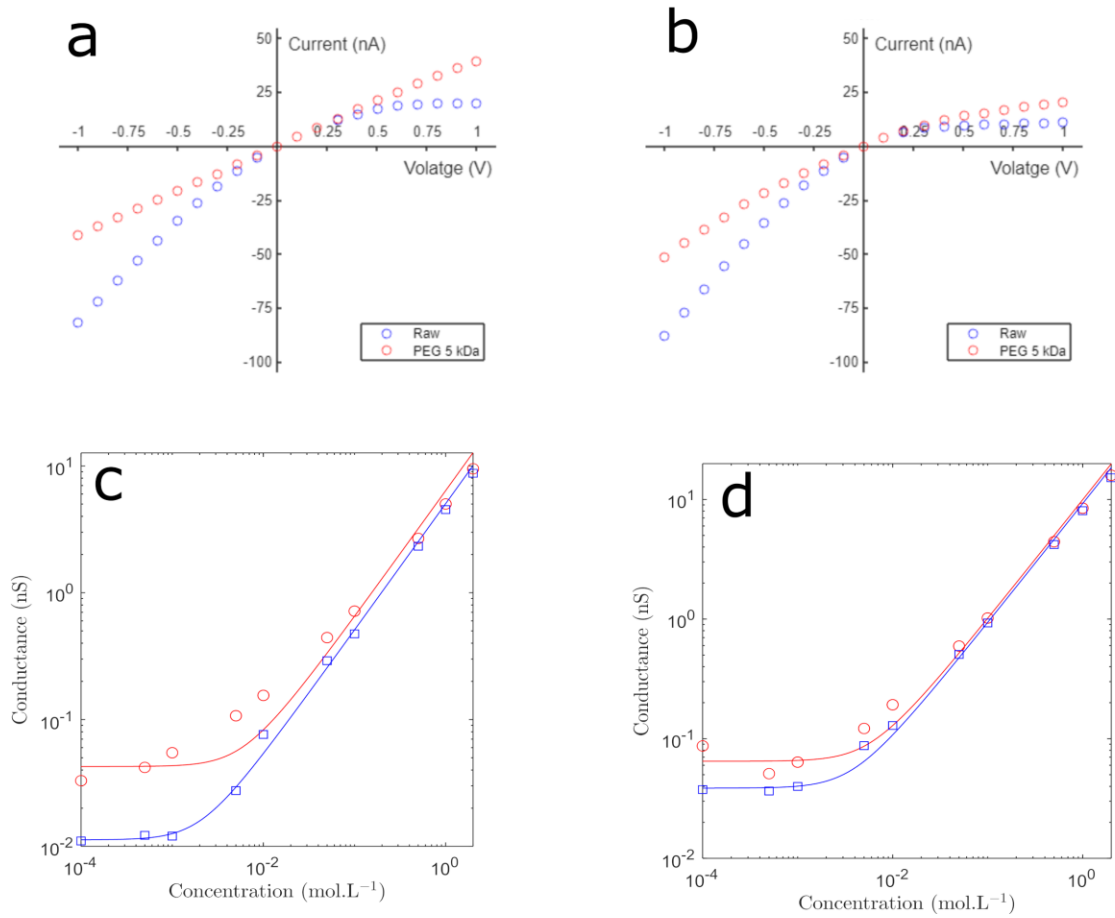 a
50
Current (nA)
25
-1 -0.75 -0.5 -0.25 0.25 0.5 0.75 1
Volatge (V)
-25
-50
-75
-100
Raw
PEG 5 kDa
b
50
Current (nA)
25
-1 -0.75 -0.5 -0.25 0.25 0.5 0.75 1
Volatge (V)
-25
-50
-75
-100
Raw
PEG 5 kDa
c
Conductance (nS)
10^1
10^0
10^-1
10^-2
10^-4 10^-2 10^0
Concentration (mol.L^-1)
d
Conductance (nS)
10^1
10^0
10^-1
10^-2
10^-4 10^-2 10^0
Concentration (mol.L^-1)